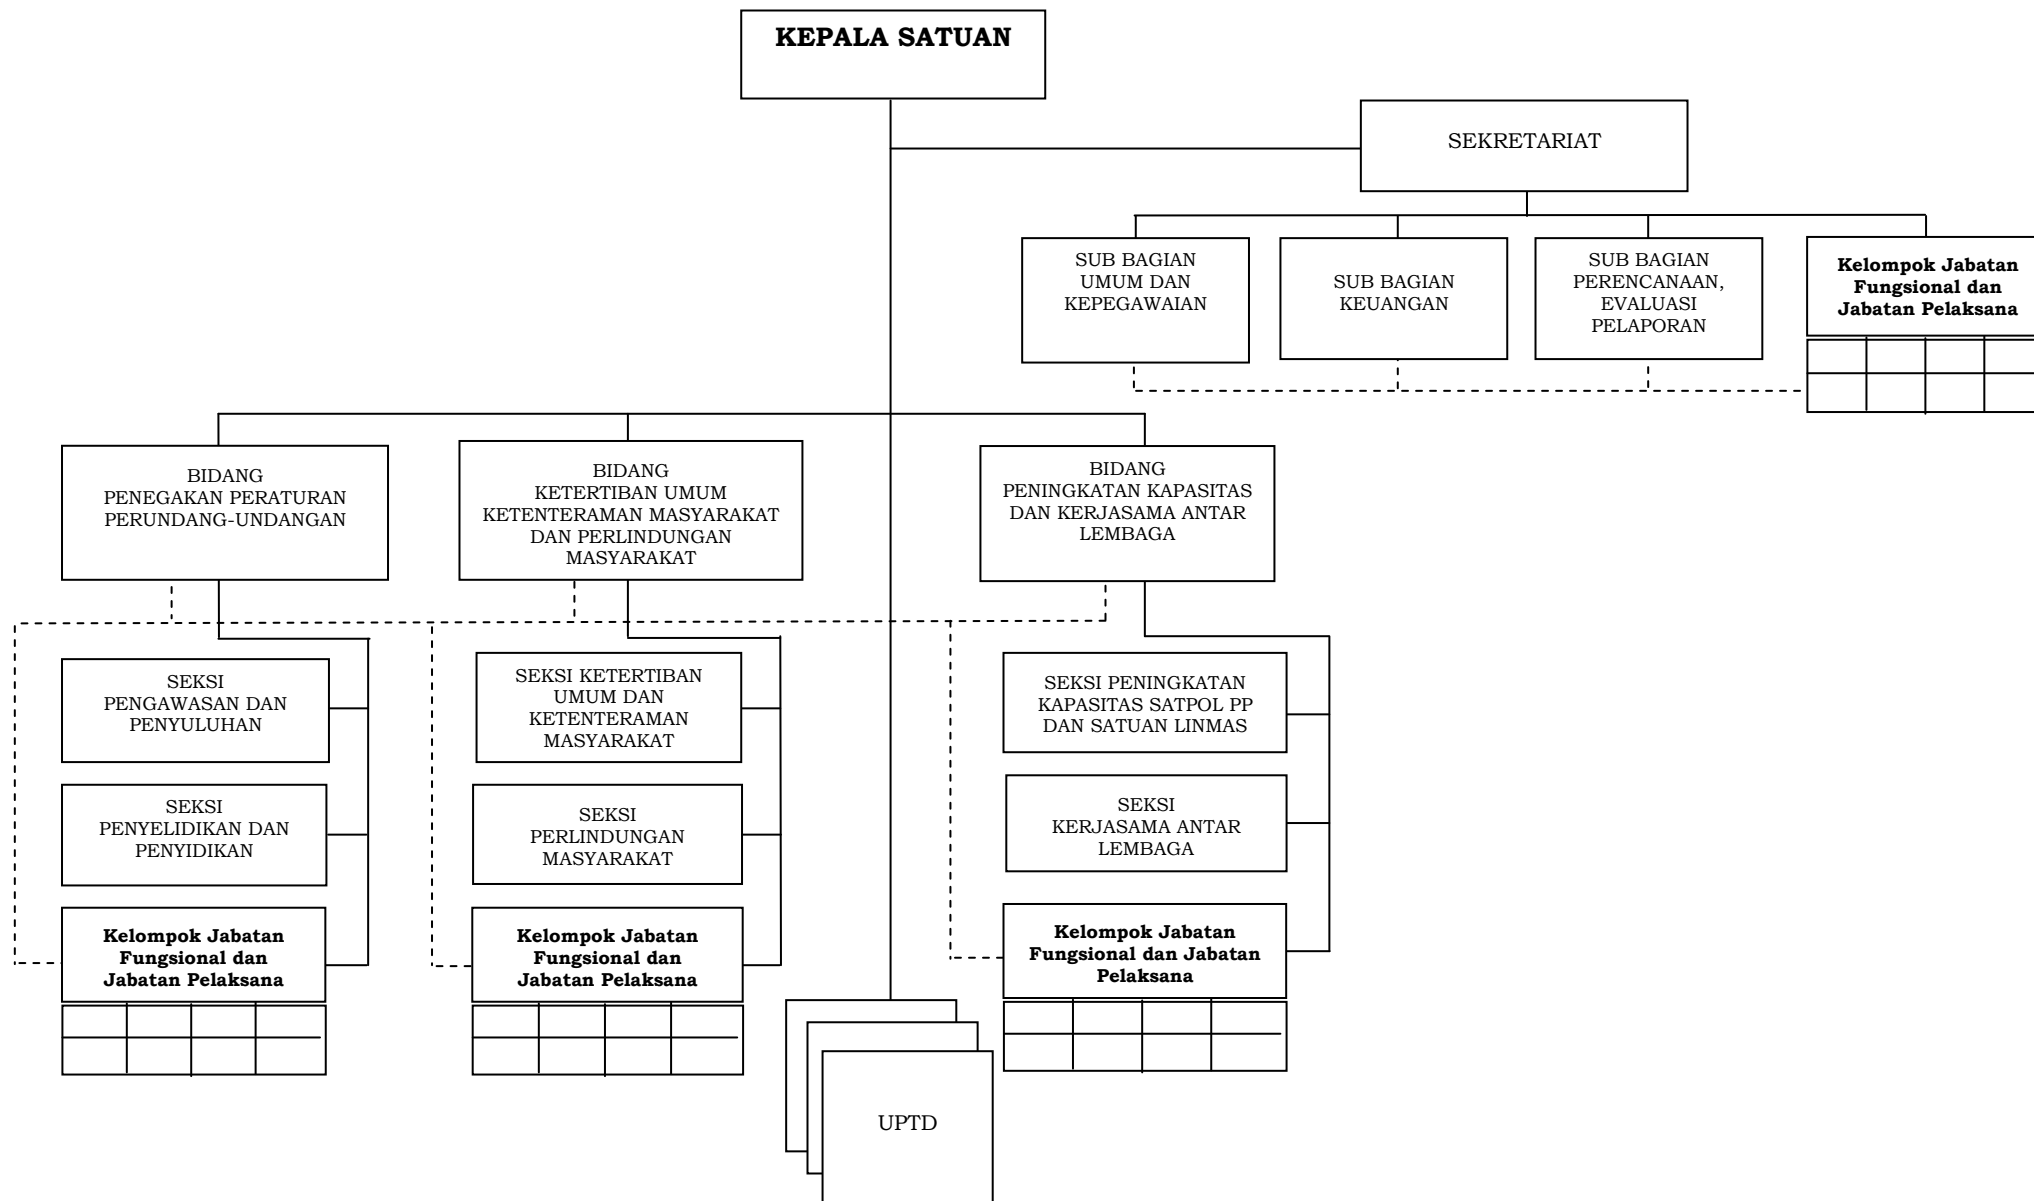 KEPALA SATUAN
SEKRETARIAT
SUB BAGIAN
UMUM DAN
KEPEGAWAIAN
SUB BAGIAN
KEUANGAN
SUB BAGIAN
PERENCANAAN,
EVALUASI
PELAPORAN
Kelompok Jabatan
Fungsional dan
Jabatan Pelaksana
BIDANG
PENEGAKAN PERATURAN
PERUNDANG-UNDANGAN
BIDANG
KETERTIBAN UMUM
KETENTERAMAN MASYARAKAT
DAN PERLINDUNGAN
MASYARAKAT
BIDANG
PENINGKATAN KAPASITAS
DAN KERJASAMA ANTAR
LEMBAGA
SEKSI
PENGAWASAN DAN
PENYULUHAN
SEKSI KETERTIBAN
UMUM DAN
KETENTERAMAN
MASYARAKAT
SEKSI PENINGKATAN
KAPASITAS SATPOL PP
DAN SATUAN LINMAS
SEKSI
PENYELIDIKAN DAN
PENYIDIKAN
SEKSI
PERLINDUNGAN
MASYARAKAT
SEKSI
KERJASAMA ANTAR
LEMBAGA
Kelompok Jabatan
Fungsional dan
Jabatan Pelaksana
Kelompok Jabatan
Fungsional dan
Jabatan Pelaksana
Kelompok Jabatan
Fungsional dan Jabatan
Pelaksana
UPTD